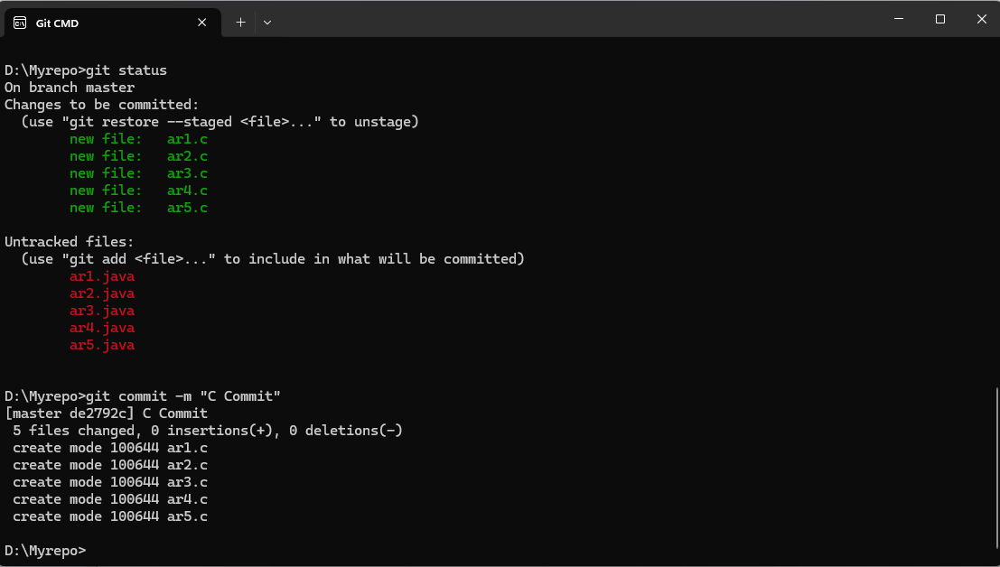 Git CMD
D:\Myrepo>git status
On branch master
Changes to be committed:
  (use "git restore --staged <file>..." to unstage)
        new file:   ar1.c
        new file:   ar2.c
        new file:   ar3.c
        new file:   ar4.c
        new file:   ar5.c
Untracked files:
  (use "git add <file>..." to include in what will be committed)
        ar1.java
        ar2.java
        ar3.java
        ar4.java
        ar5.java
D:\Myrepo>git commit -m "C Commit"
[master de2792c] C Commit
 5 files changed, 0 insertions(+), 0 deletions(-)
 create mode 100644 ar1.c
 create mode 100644 ar2.c
 create mode 100644 ar3.c
 create mode 100644 ar4.c
 create mode 100644 ar5.c
D:\Myrepo>